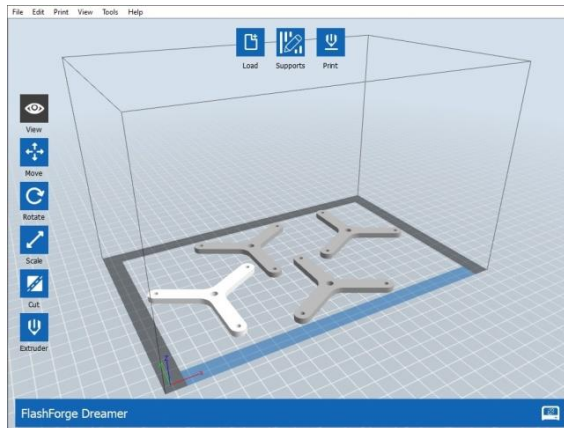 File Edit Print View Tools Help
Load Supports Print
View
Move
Rotate
Scale
Cut
Extruder
FlashForge Dreamer